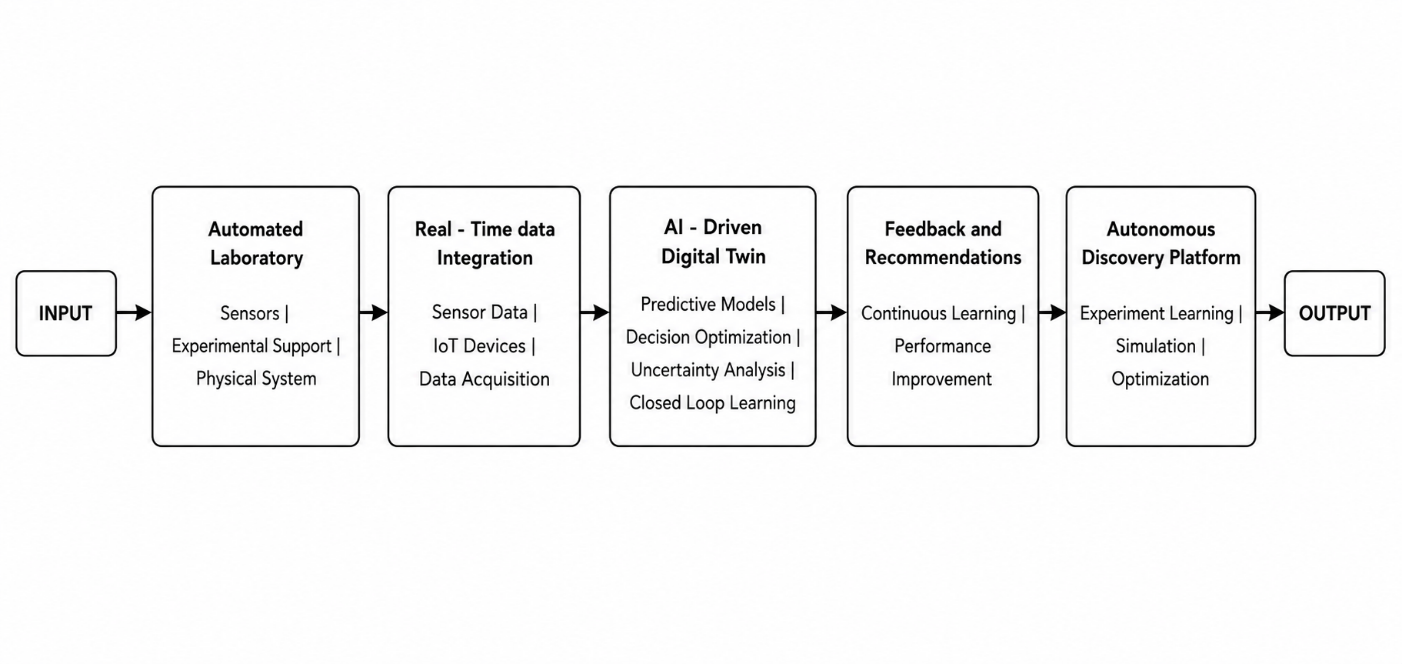 INPUT
Automated
Laboratory
Sensors |
Experimental Support |
Physical System
Real - Time data
Integration
Sensor Data |
IoT Devices |
Data Acquisition
AI - Driven
Digital Twin
Predictive Models |
Decision Optimization |
Uncertainty Analysis |
Closed Loop Learning
Feedback and
Recommendations
Continuous Learning |
Performance
Improvement
Autonomous
Discovery Platform
Experiment Learning |
Simulation |
Optimization
OUTPUT